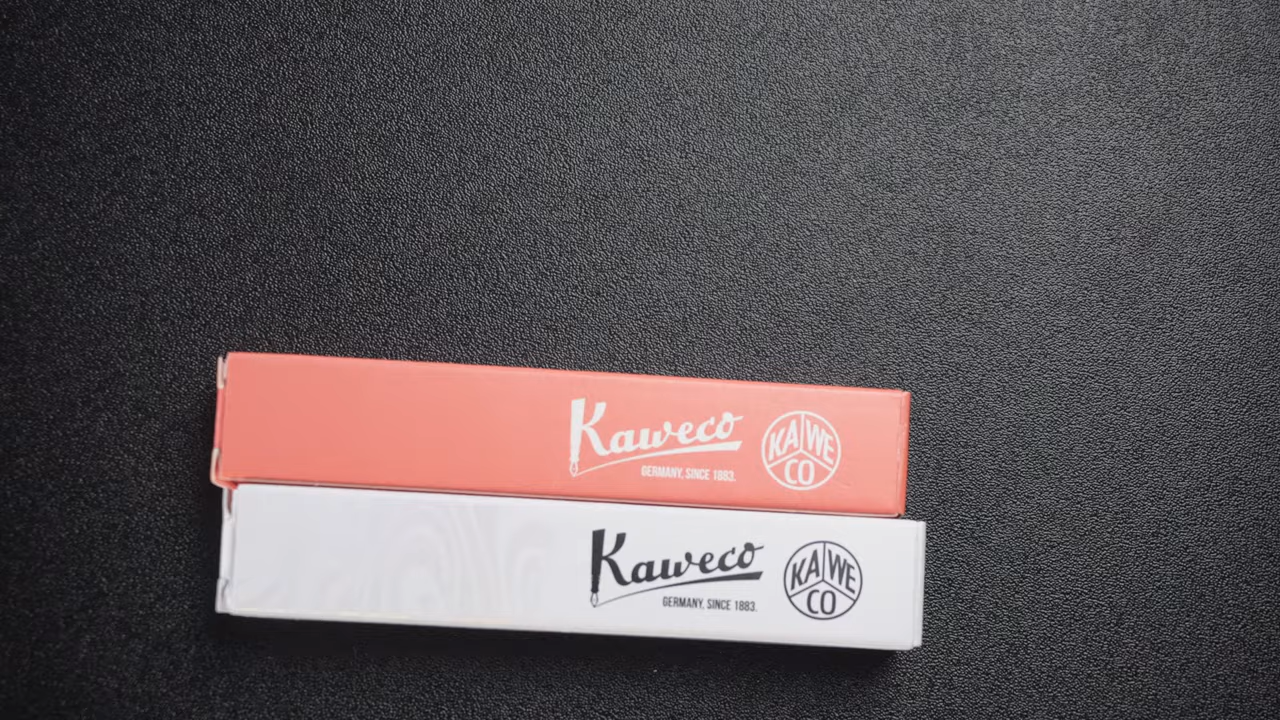 Kaweco
GERMANY, SINCE 1883.
KA WE
CO
Kaweco
GERMANY, SINCE 1883.
KA WE
CO